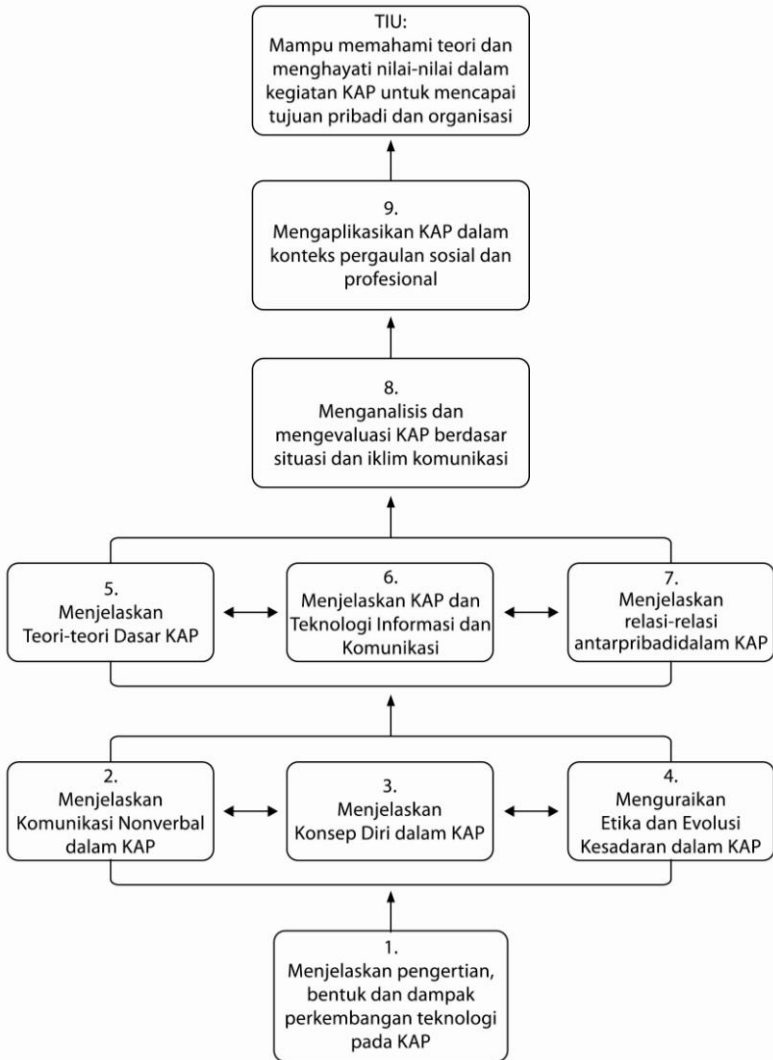 TIU:
Mampu memahami teori dan
menghayati nilai-nilai dalam
kegiatan KAP untuk mencapai
tujuan pribadi dan organisasi
9.
Mengaplikasikan KAP dalam
konteks pergaulan sosial dan
profesional
8.
Menganalisis dan
mengevaluasi KAP berdasar
situasi dan iklim komunikasi
5.
Menjelaskan
Teori-teori Dasar KAP
6.
Menjelaskan KAP dan
Teknologi Informasi dan
Komunikasi
7.
Menjelaskan
relasi-relasi
antarpribadidalam KAP
2.
Menjelaskan
Komunikasi Nonverbal
dalam KAP
3.
Menjelaskan
Konsep Diri dalam KAP
4.
Menguraikan
Etika dan Evolusi
Kesadaran dalam KAP
1.
Menjelaskan pengertian,
bentuk dan dampak
perkembangan teknologi
pada KAP